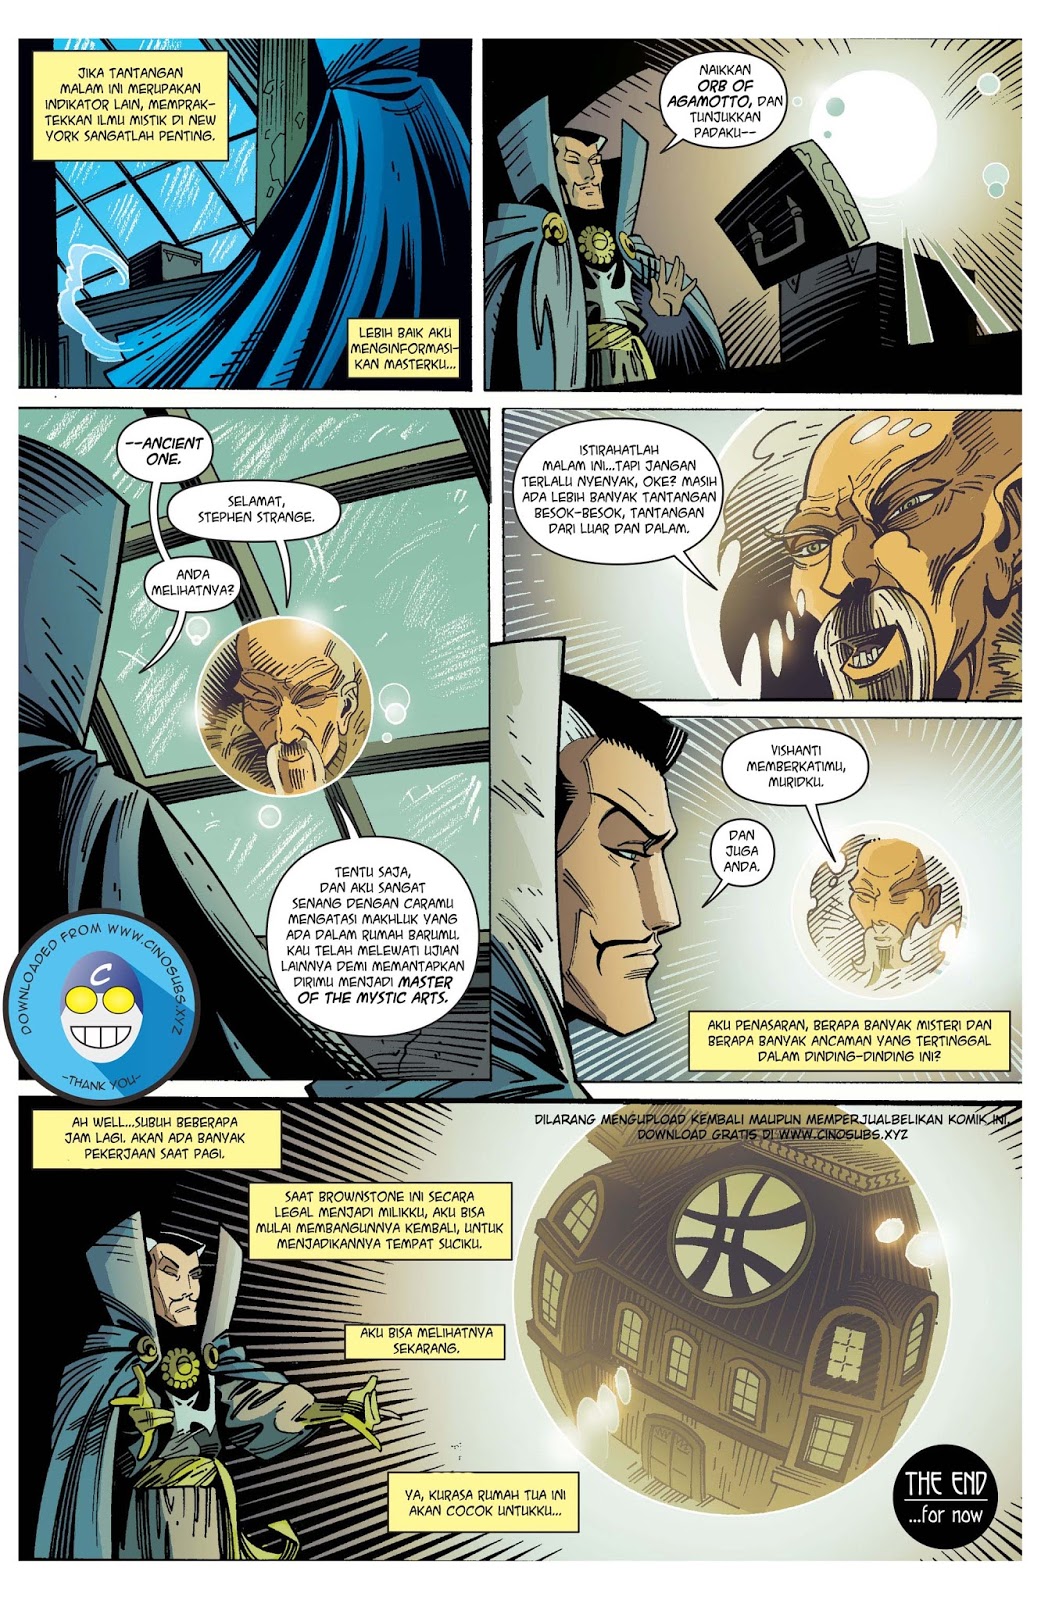 JIKA TANTANGAN
MALAM INI MERUPAKAN
INDIKATOR LAIN, MEMPRAK-
TEKKAN ILMU MISTIK DI NEW
YORK SANGATLAH PENTING.
LEBIH BAIK AKU
MENGINFORMASI-
KAN MASTERKU...
NAIKKAN
ORB OF
AGAMOTTO, DAN
TUNJUKKAN
PADAKU--
--ANCIENT
ONE.
SELAMAT,
STEPHEN STRANGE.
ANDA
MELIHATNYA?
TENTU SAJA,
DAN AKU SANGAT
SENANG DENGAN CARAMU
MENGATASI MAKHLUK YANG
ADA DALAM RUMAH BARUMU.
KAU TELAH MELEWATI UJIAN
LAINNYA DEMI MEMANTAPKAN
DIRIMU MENJADI MASTER
OF THE MYSTIC ARTS.
ISTIRAHATLAH
MALAM INI...TAPI JANGAN
TERLALU NYENYAK, OKE? MASIH
ADA LEBIH BANYAK TANTANGAN
BESOK-BESOK, TANTANGAN
DARI LUAR DAN DALAM.
VISHANTI
MEMBERKATIMU,
MURIDKU.
DAN
JUGA
ANDA.
AKU PENASARAN, BERAPA BANYAK MISTERI DAN
BERAPA BANYAK ANCAMAN YANG TERTINGGAL
DALAM DINDING-DINDING INI?
DOWNLOADED FROM WWW.CINOSUBS.XYZ
C
-THANK YOU-
AH WELL...SUBUH BEBERAPA
JAM LAGI. AKAN ADA BANYAK
PEKERJAAN SAAT PAGI.
DILARANG MENGUPLOAD KEMBALI MAUPUN MEMPERJUALBELIKAN KOMIK INI.
DOWNLOAD GRATIS DI WWW.CINOSUBS.XYZ
SAAT BROWNSTONE INI SECARA
LEGAL MENJADI MILIKKU, AKU BISA
MULAI MEMBANGUNNYA KEMBALI, UNTUK
MENJADIKANNYA TEMPAT SUCIKU.
AKU BISA MELIHATNYA
SEKARANG.
YA, KURASA RUMAH TUA INI
AKAN COCOK UNTUKKU...
THE END
...for now